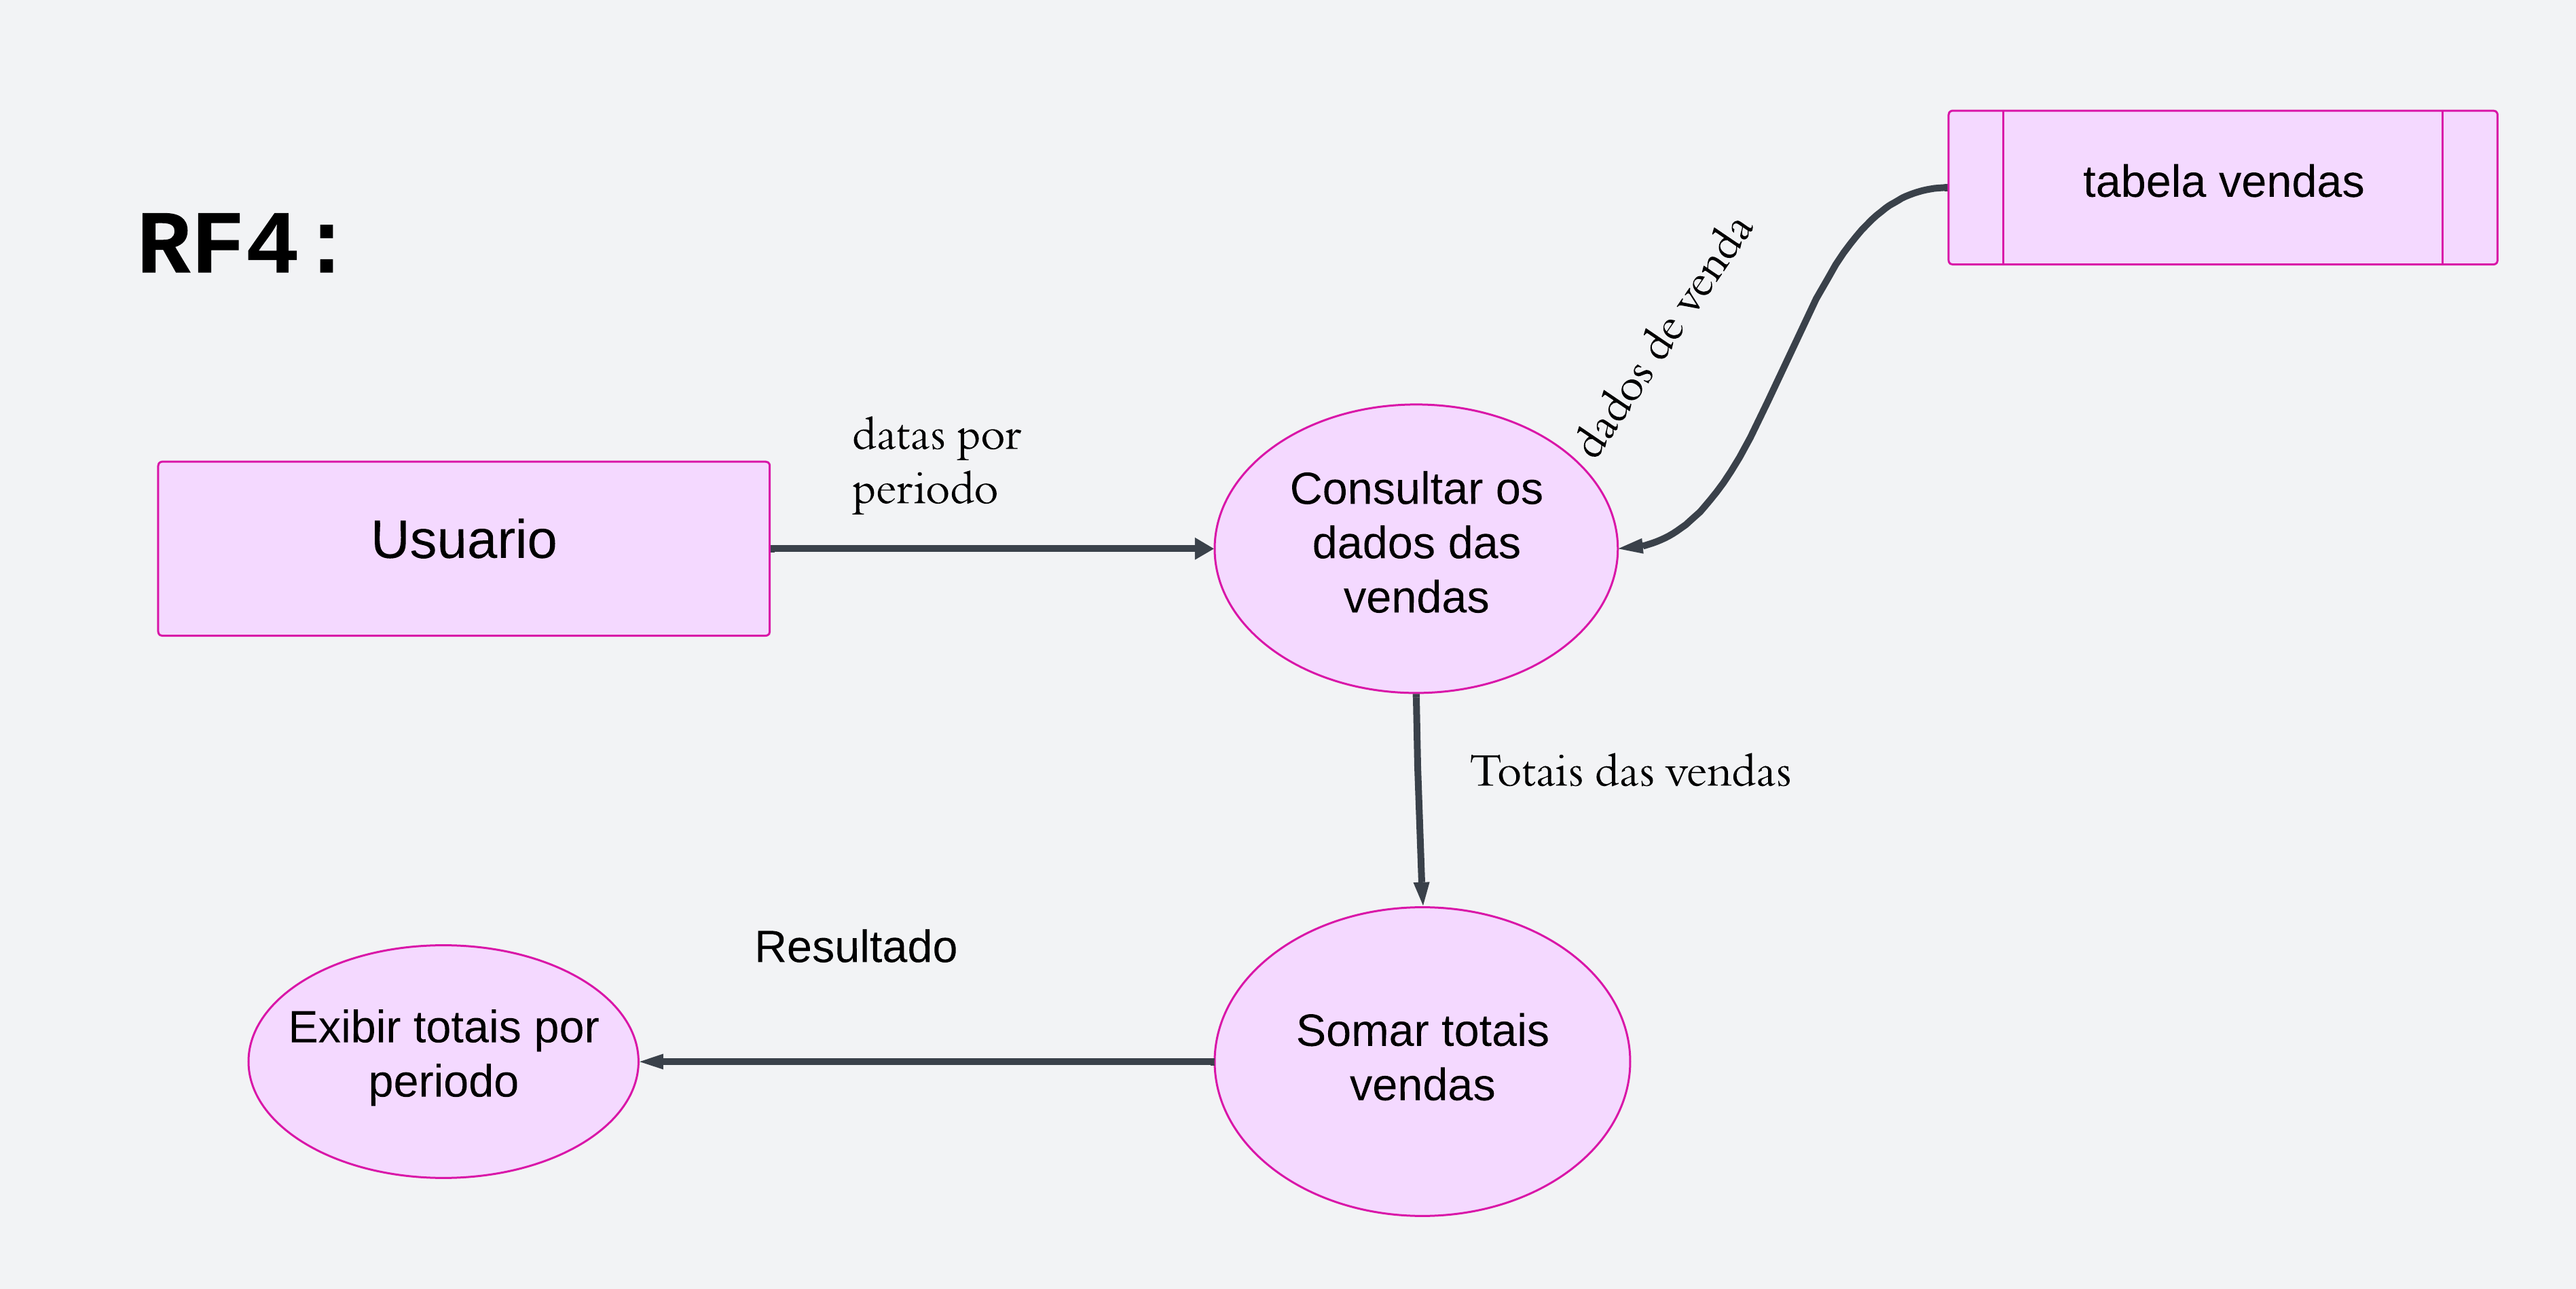 RF4:
tabela vendas
dados de venda
datas por
periodo
Usuario
Consultar os
dados das
vendas
Totais das vendas
Resultado
Exibir totais por
periodo
Somar totais
vendas